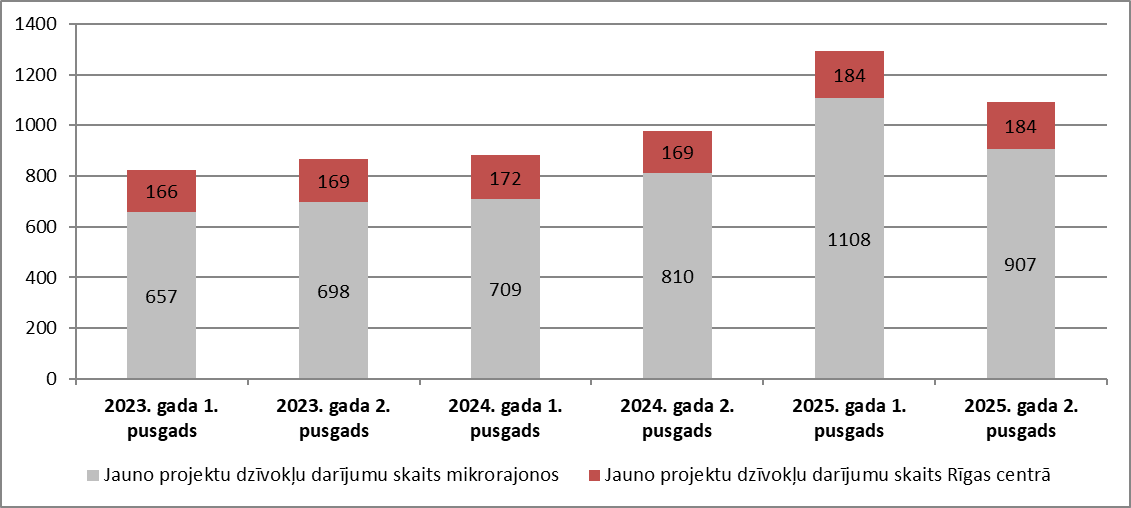 1400
1200
1000
800
600
400
200
0
166
169
172
169
184
184
657
698
709
810
1108
907
2023. gada 1. pusgads
2023. gada 2. pusgads
2024. gada 1. pusgads
2024. gada 2. pusgads
2025. gada 1. pusgads
2025. gada 2. pusgads
Jauno projektu dzīvokļu darījumu skaits mikrorajonos
Jauno projektu dzīvokļu darījumu skaits Rīgas centrā